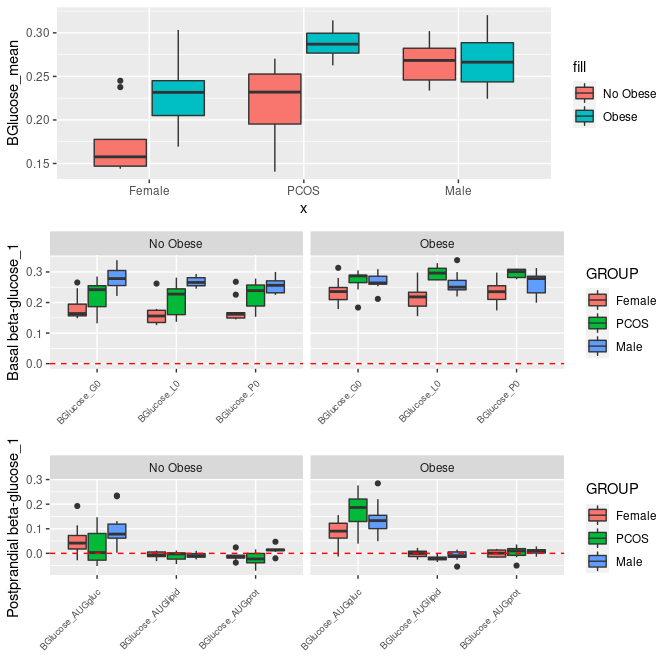 BGlucose_mean
0.30
0.25
0.20
0.15
Female
PCOS
Male
x
fill
No Obese
Obese
Basal beta-glucose_1
No Obese
Obese
0.3
0.2
0.1
0.0
BGlucose_G0
BGlucose_L0
BGlucose_P0
BGlucose_G0
BGlucose_L0
BGlucose_P0
GROUP
Female
PCOS
Male
Postprandial beta-glucose_1
No Obese
Obese
0.3
0.2
0.1
0.0
BGlucose_AUGgluc
BGlucose_AUGlipid
BGlucose_AUGprot
BGlucose_AUGgluc
BGlucose_AUGlipid
BGlucose_AUGprot
GROUP
Female
PCOS
Male